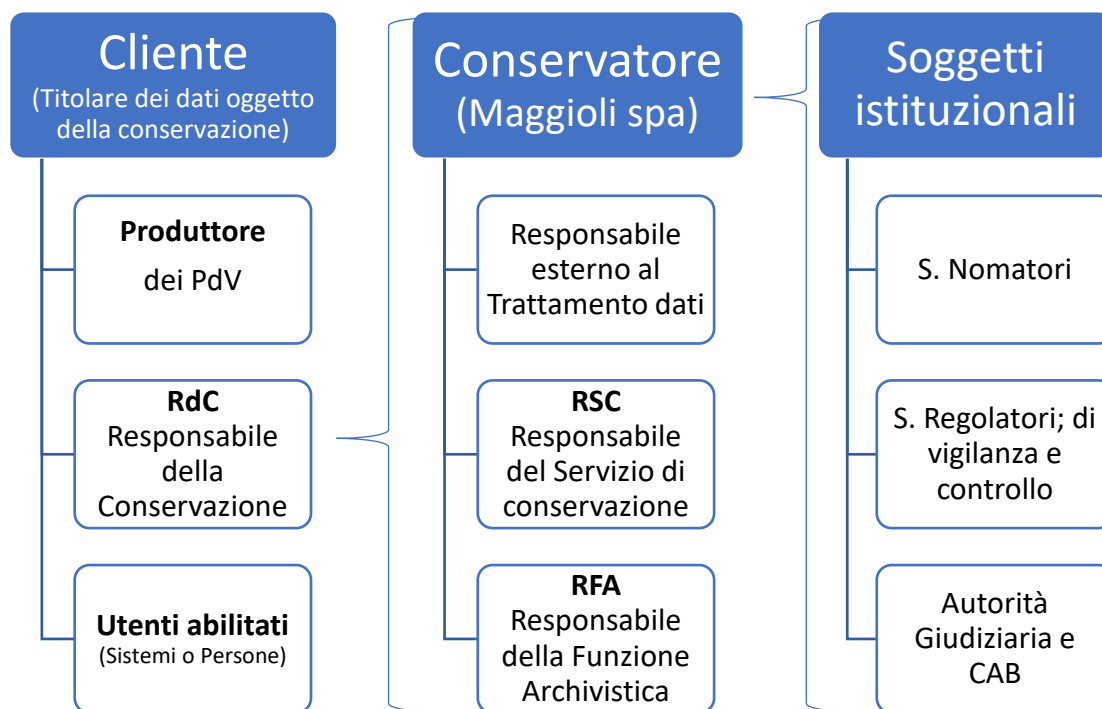 Cliente
(Titolare dei dati oggetto
della conservazione)
Produttore
dei PdV
RdC
Responsabile
della
Conservazione
Utenti abilitati
(Sistemi o Persone)
Conservatore
(Maggioli spa)
Responsabile
esterno al
Trattamento dati
RSC
Responsabile
del Servizio di
conservazione
RFA
Responsabile
della Funzione
Archivistica
Soggetti
istituzionali
S. Nomatori
S. Regolatori; di
vigilanza e
controllo
Autorità
Giudiziaria e
CAB